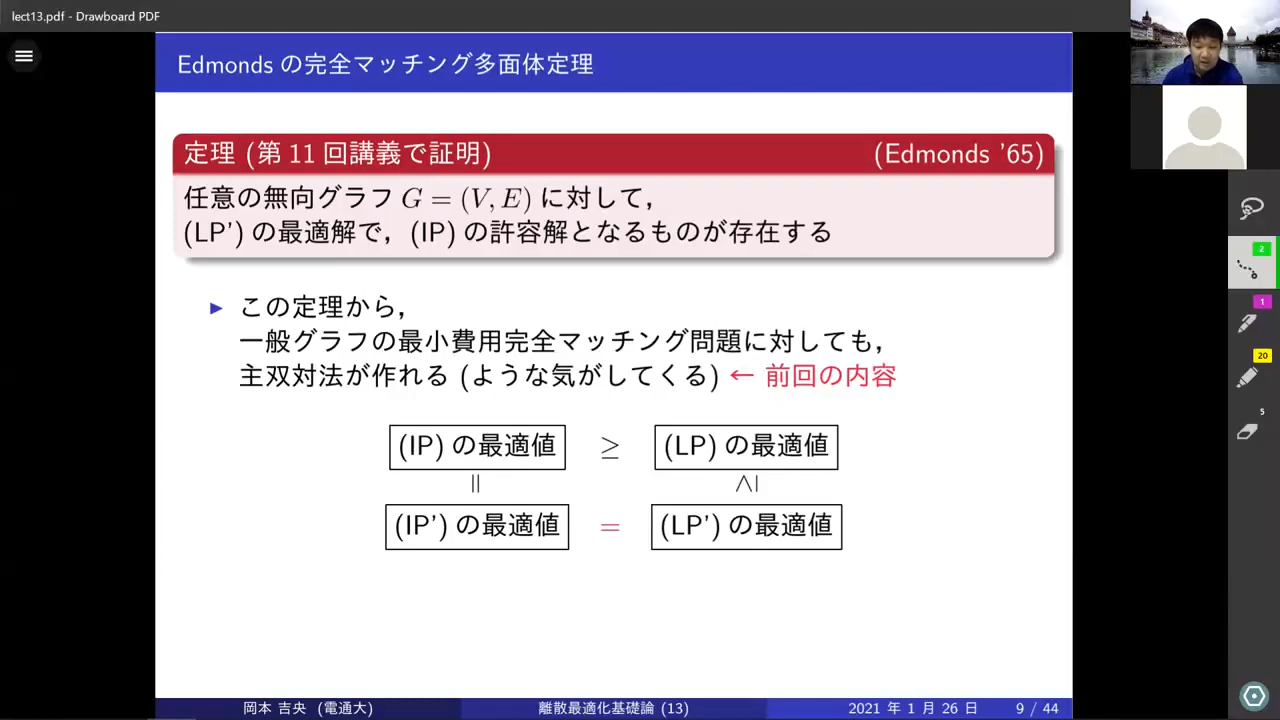 lect13.pdf - Drawboard PDF
Edmonds の完全マッチング多面体定理
定理 (第 11 回講義で証明) (Edmonds '65)
任意の無向グラフ G = (V, E) に対して,
(LP') の最適解で, (IP) の許容解となるものが存在する
▶ この定理から,
一般グラフの最小費用完全マッチング問題に対しても,
主双対法が作れる (ような気がしてくる) ← 前回の内容
(IP) の最適値 ≥ (LP) の最適値
|| ∧|
(IP') の最適値 = (LP') の最適値
岡本 吉央 (電通大) 離散最適化基礎論 (13) 2021 年 1 月 26 日 9 / 44
2
1
20
5